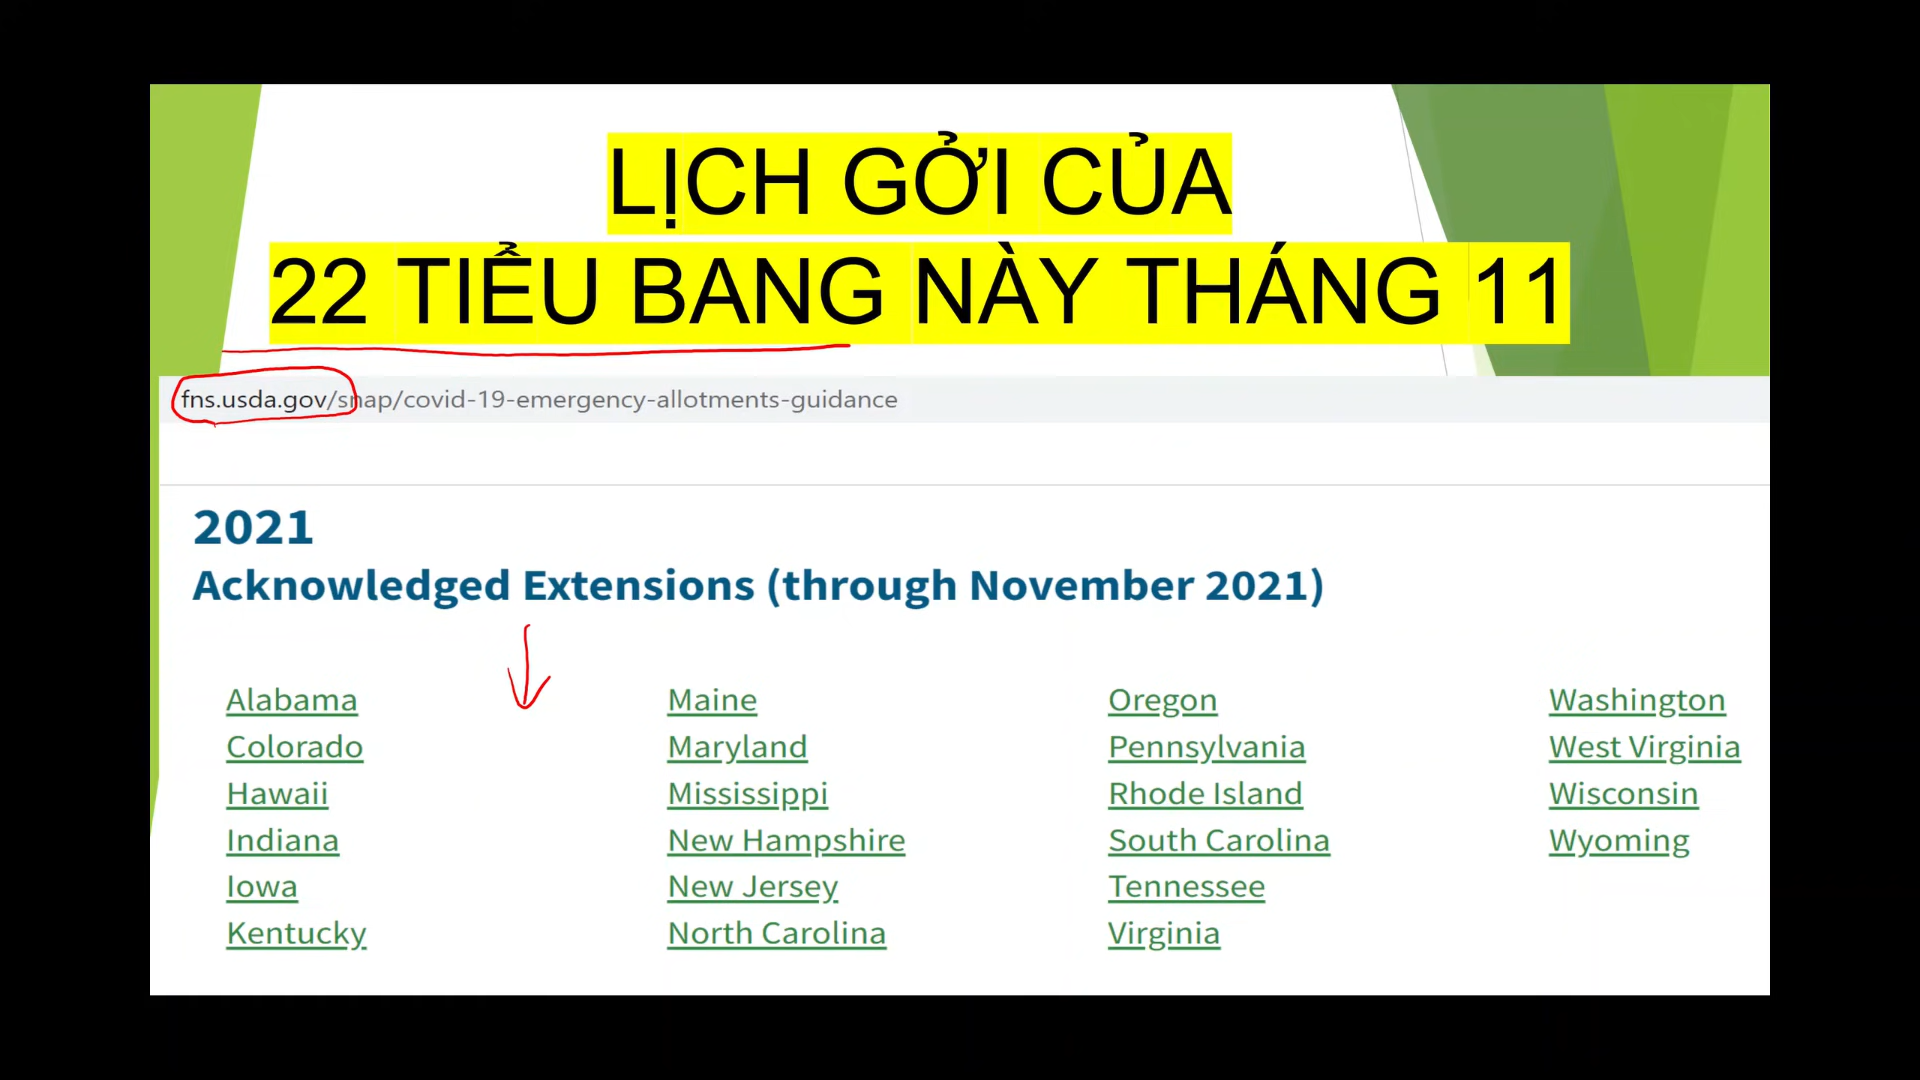 LỊCH GỞI CỦA
22 TIỂU BANG NÀY THÁNG 11
fns.usda.gov/snap/covid-19-emergency-allotments-guidance
2021
Acknowledged Extensions (through November 2021)
Alabama
Colorado
Hawaii
Indiana
Iowa
Kentucky
Maine
Maryland
Mississippi
New Hampshire
New Jersey
North Carolina
Oregon
Pennsylvania
Rhode Island
South Carolina
Tennessee
Virginia
Washington
West Virginia
Wisconsin
Wyoming